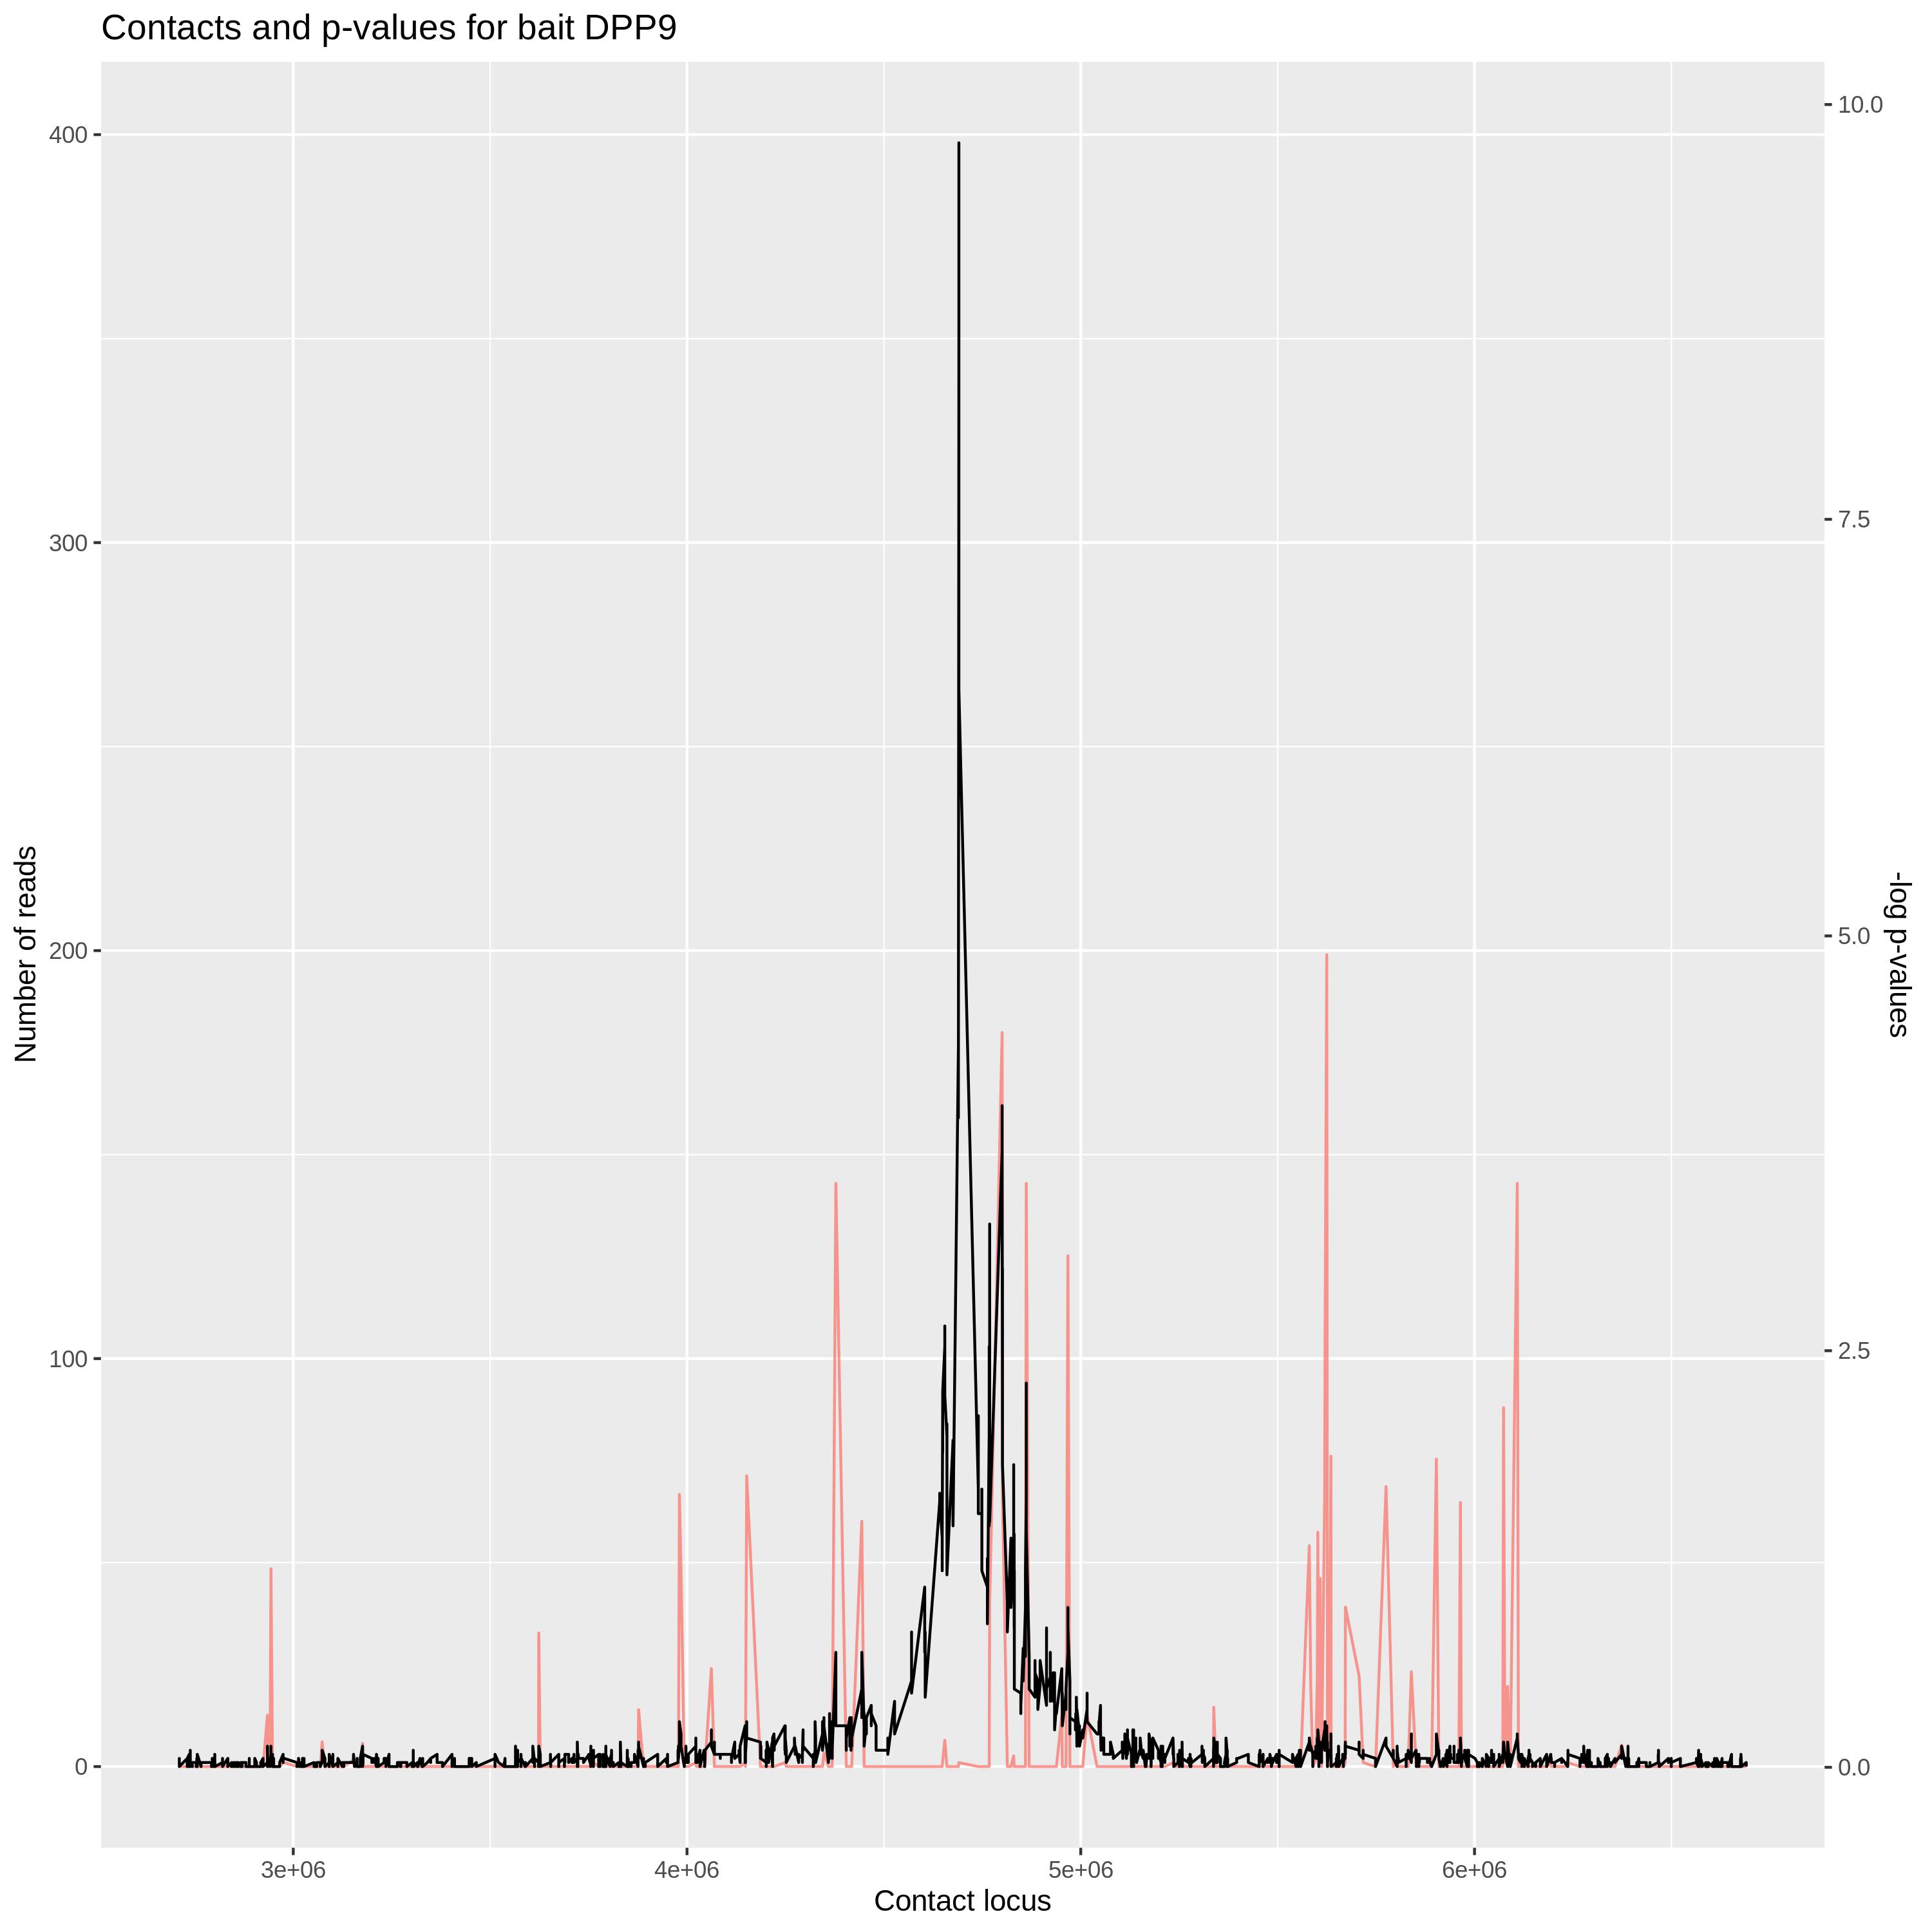 Contacts and p-values for bait DPP9
400
300
200
100
0
10.0
7.5
5.0
2.5
0.0
Number of reads
-log p-values
3e+06
4e+06
5e+06
6e+06
Contact locus